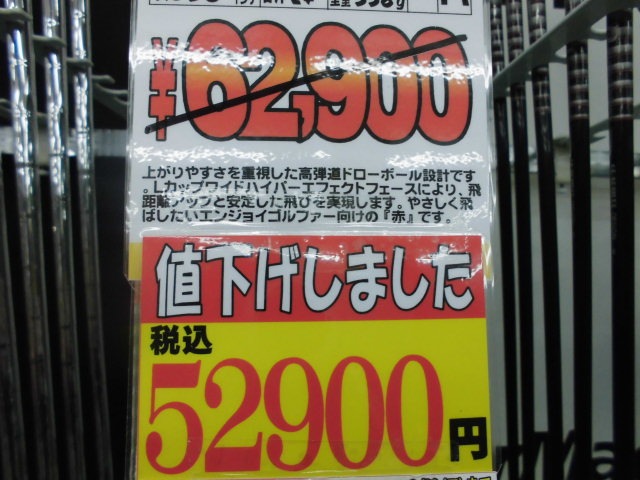 ¥62,900
上がりやすさを重視した高弾道ドローボール設計です
。Lカップワイドハイパーエフェクトフェースにより、飛
距離アップと安定した飛びを実現します。やさしく飛
ばしたいエンジョイゴルファー向けの『赤』です。
値下げしました
税込
52900円